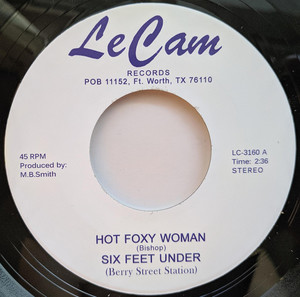 LeCam
RECORDS
POB 11152, Ft. Worth, TX 76110
45 RPM
Produced by:
M.B.Smith
LC-3160 A
Time: 2:36
STEREO
HOT FOXY WOMAN
(Bishop)
SIX FEET UNDER
(Berry Street Station)